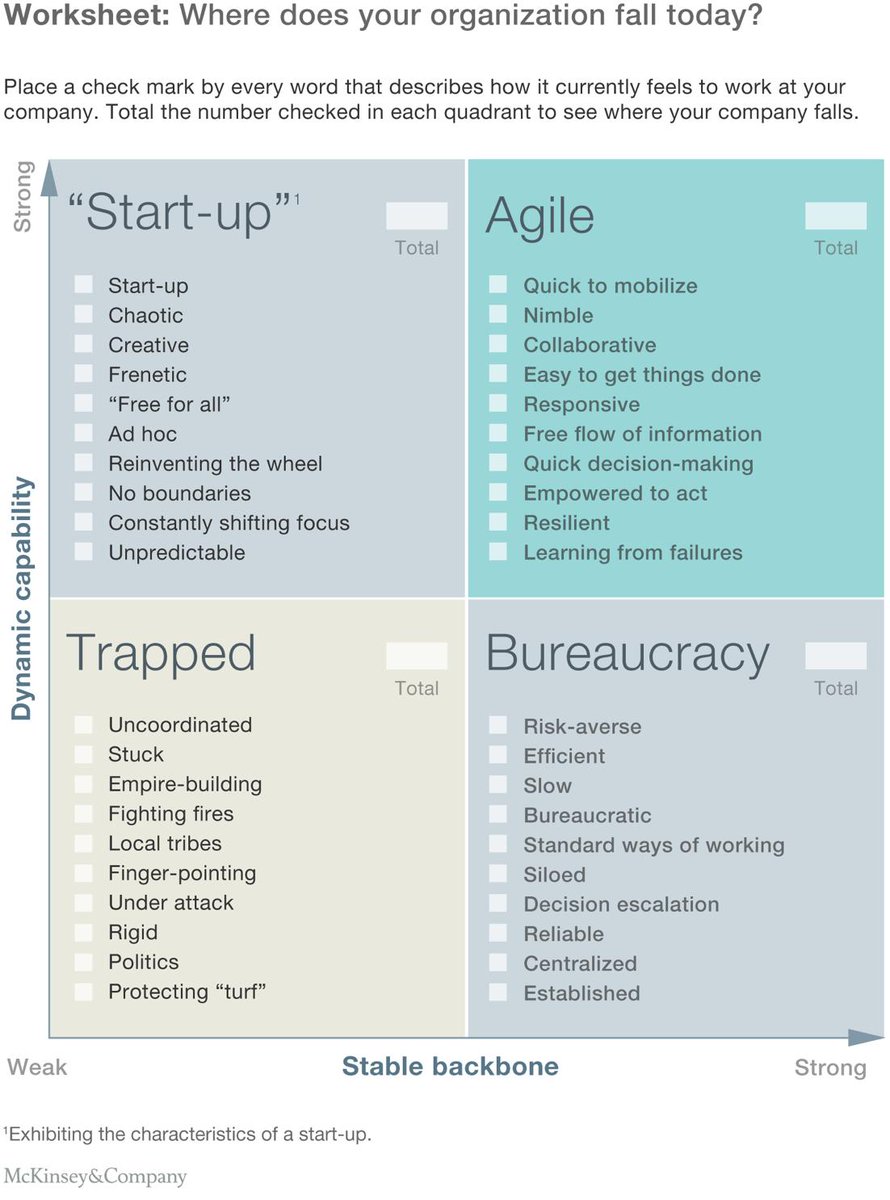 Worksheet: Where does your organization fall today?
Place a check mark by every word that describes how it currently feels to work at your
company. Total the number checked in each quadrant to see where your company falls.
Strong
Dynamic capability
“Start-up”¹
Total
Start-up
Chaotic
Creative
Frenetic
“Free for all”
Ad hoc
Reinventing the wheel
No boundaries
Constantly shifting focus
Unpredictable
Agile
Total
Quick to mobilize
Nimble
Collaborative
Easy to get things done
Responsive
Free flow of information
Quick decision-making
Empowered to act
Resilient
Learning from failures
Trapped
Total
Uncoordinated
Stuck
Empire-building
Fighting fires
Local tribes
Finger-pointing
Under attack
Rigid
Politics
Protecting “turf”
Bureaucracy
Total
Risk-averse
Efficient
Slow
Bureaucratic
Standard ways of working
Siloed
Decision escalation
Reliable
Centralized
Established
Weak
Stable backbone
Strong
¹Exhibiting the characteristics of a start-up.
McKinsey&Company